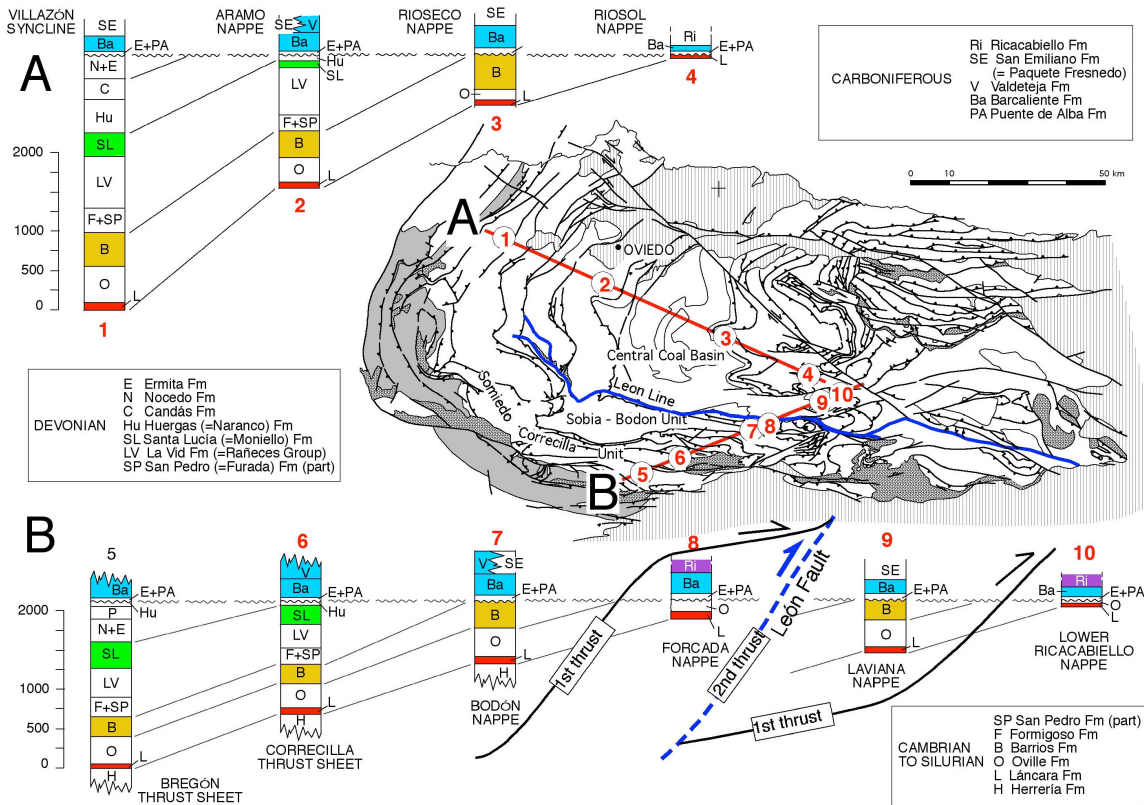 VILLAZÓN
SYNCLINE
ARAMO
NAPPE
RIOSECO
NAPPE
RIOSOL
NAPPE
A
SE
Ba
E+PA
N+E
C
Hu
SL
LV
F+SP
B
O
L
1
2000
1000
500
0
SE
V
Ba
E+PA
Hu
SL
LV
F+SP
B
O
L
2
SE
Ba
E+PA
B
O
L
3
Ri
Ba
E+PA
L
4
Ri Ricacabiello Fm
SE San Emiliano Fm
(= Paquete Fresnedo)
V Valdeteja Fm
Ba Barcaliente Fm
PA Puente de Alba Fm
CARBONIFEROUS
0 10 50 km
A
1
OVIEDO
2
3
Central Coal Basin
4
10
9
Leon Line
Somiedo - Correcilla
Unit
Sobia - Bodon Unit
8
7
6
5
B
DEVONIAN
E Ermita Fm
N Nocedo Fm
C Candás Fm
Hu Huergas (=Naranco) Fm
SL Santa Lucía (=Moniello) Fm
LV La Vid Fm (=Rañeces Group)
SP San Pedro (=Furada) Fm (part)
B
5
Ba
E+PA
P
Hu
N+E
SL
LV
F+SP
B
O
L
H
2000
1000
500
0
BREGÓN
THRUST SHEET
6
V
Ba
E+PA
SL
Hu
LV
F+SP
B
O
L
H
CORRECILLA
THRUST SHEET
7
V
SE
Ba
E+PA
B
O
L
H
BODÓN
NAPPE
1st thrust
8
Ri
Ba
E+PA
O
L
FORCADA
NAPPE
2nd thrust
León Fault
1st thrust
9
SE
Ba
E+PA
B
O
L
LAVIANA
NAPPE
10
Ri
Ba
E+PA
O
L
LOWER
RICACABIELLO
NAPPE
CAMBRIAN
TO SILURIAN
SP San Pedro Fm (part)
F Formigoso Fm
B Barrios Fm
O Oville Fm
L Láncara Fm
H Herrería Fm